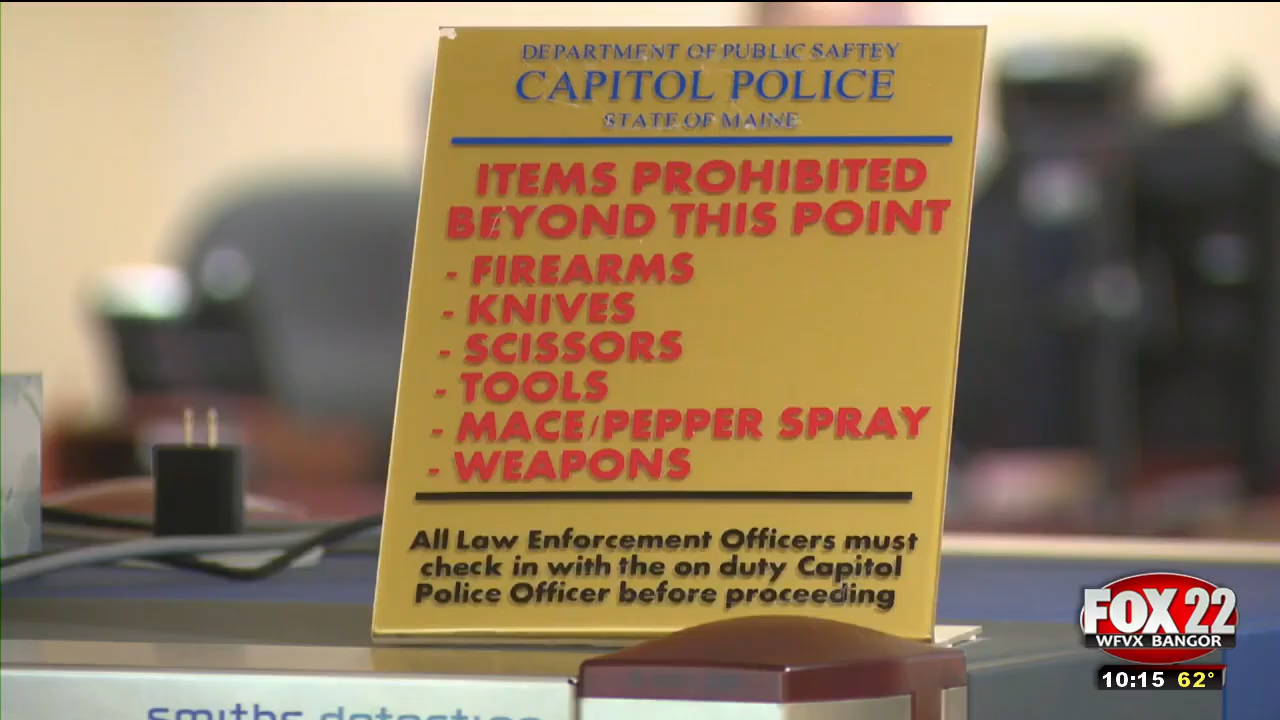 DEPARTMENT OF PUBLIC SAFTEY
CAPITOL POLICE
STATE OF MAINE
ITEMS PROHIBITED
BEYOND THIS POINT
- FIREARMS
- KNIVES
- SCISSORS
- TOOLS
- MACE/PEPPER SPRAY
- WEAPONS
All Law Enforcement Officers must
check in with the on duty Capitol
Police Officer before proceeding
smiths detection
FOX 22
WFVX BANGOR
10:15 62°